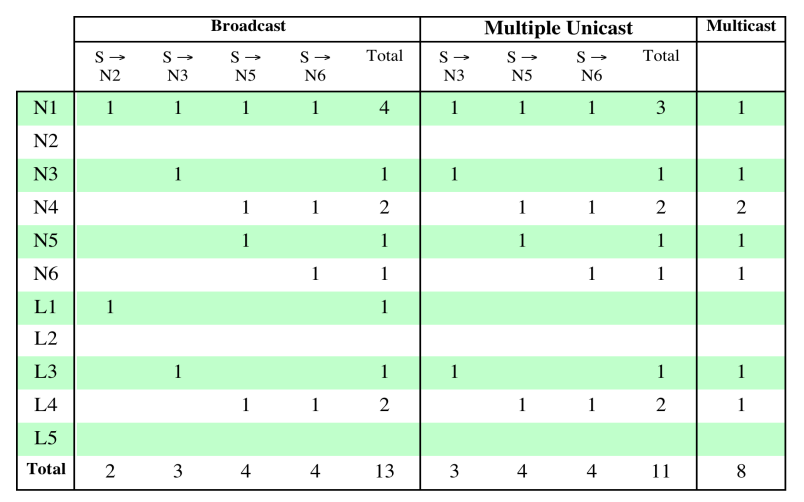 Broadcast Multiple Unicast Multicast
S → N2 S → N3 S → N5 S → N6 Total S → N3 S → N5 S → N6 Total
N1 1 1 1 1 4 1 1 1 3 1
N2
N3 1 1 1 1 1
N4 1 1 2 1 1 2 2
N5 1 1 1 1 1
N6 1 1 1 1 1
L1 1 1
L2
L3 1 1 1 1 1
L4 1 1 2 1 1 2 1
L5
Total 2 3 4 4 13 3 4 4 11 8